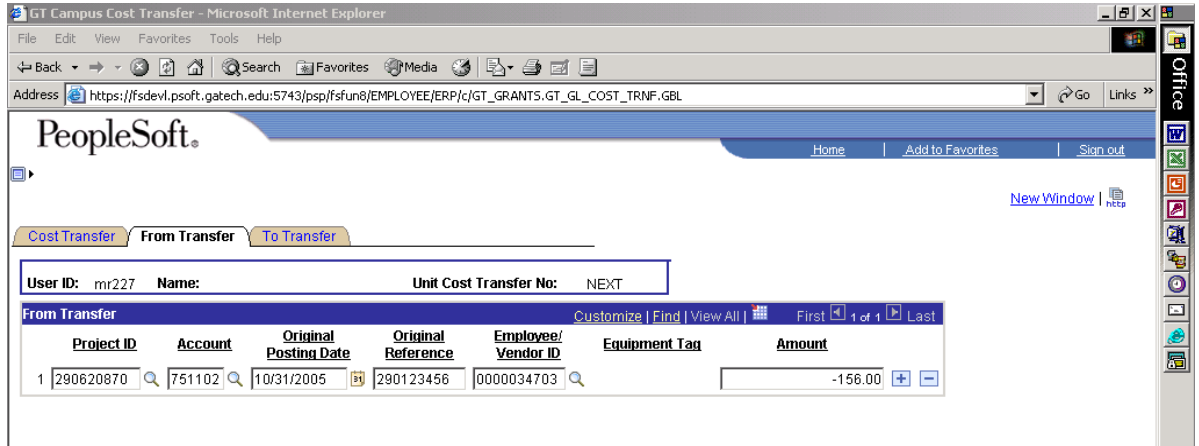 GT Campus Cost Transfer - Microsoft Internet Explorer
File Edit View Favorites Tools Help
Back Search Favorites Media
Address https://fsdevl.psoft.gatech.edu:5743/psp/fsfun8/EMPLOYEE/ERP/c/GT_GRANTS.GT_GL_COST_TRNF.GBL Go Links »
Office
PeopleSoft®
Home | Add to Favorites | Sign out
New Window | http
Cost Transfer From Transfer To Transfer
User ID: mr227 Name: Unit Cost Transfer No: NEXT
From Transfer Customize | Find | View All | First 1 of 1 Last
Project ID Account Original Posting Date Original Reference Employee/ Vendor ID Equipment Tag Amount
1 290620870 751102 10/31/2005 31 290123456 0000034703 -156.00